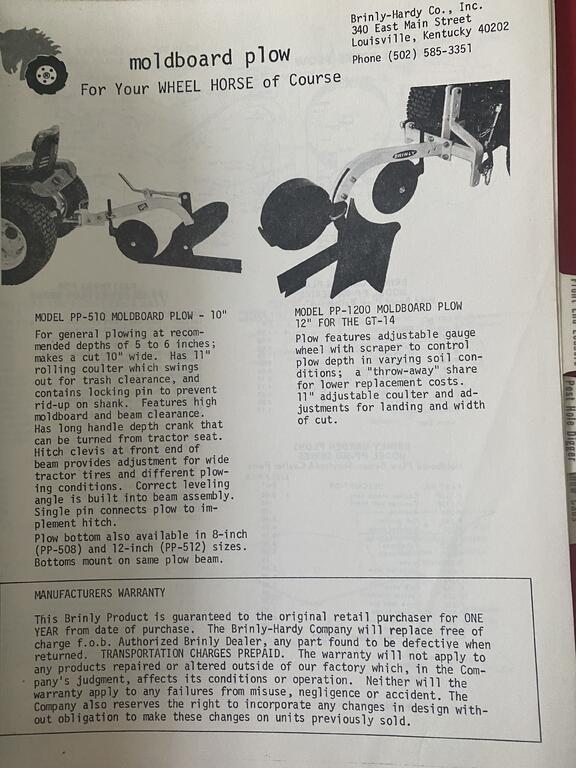 Brinly-Hardy Co., Inc.
340 East Main Street
Louisville, Kentucky 40202
Phone (502) 585-3351
moldboard plow
For Your WHEEL HORSE of Course
BRINLY
MODEL PP-510 MOLDBOARD PLOW - 10"
For general plowing at recom-
mended depths of 5 to 6 inches;
makes a cut 10" wide. Has 11"
rolling coulter which swings
out for trash clearance, and
contains locking pin to prevent
rid-up on shank. Features high
moldboard and beam clearance.
Has long handle depth crank that
can be turned from tractor seat.
Hitch clevis at front end of
beam provides adjustment for wide
tractor tires and different plow-
ing conditions. Correct leveling
angle is built into beam assembly.
Single pin connects plow to im-
plement hitch.
Plow bottom also available in 8-inch
(PP-508) and 12-inch (PP-512) sizes.
Bottoms mount on same plow beam.
MODEL PP-1200 MOLDBOARD PLOW
12" FOR THE GT-14
Plow features adjustable gauge
wheel with scraper to control
plow depth in varying soil con-
ditions; a "throw-away" share
for lower replacement costs.
11" adjustable coulter and ad-
justments for landing and width
of cut.
MANUFACTURERS WARRANTY
This Brinly Product is guaranteed to the original retail purchaser for ONE
YEAR from date of purchase. The Brinly-Hardy Company will replace free of
charge f.o.b. Authorized Brinly Dealer, any part found to be defective when
returned. TRANSPORTATION CHARGES PREPAID. The warranty will not apply to
any products repaired or altered outside of our factory which, in the Com-
pany's judgment, affects its conditions or operation. Neither will the
warranty apply to any failures from misuse, negligence or accident. The
Company also reserves the right to incorporate any changes in design with-
out obligation to make these changes on units previously sold.
Front End Loader
Post Hole Digger